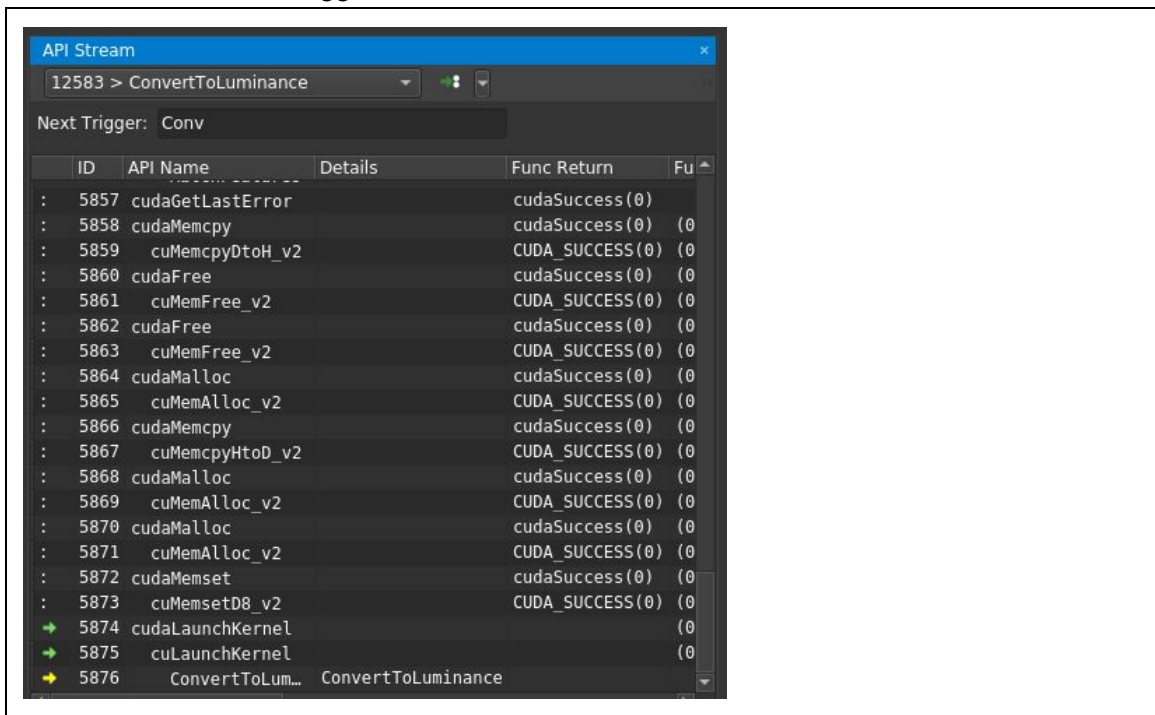 API Stream ×
12583 > ConvertToLuminance
Next Trigger: Conv
ID API Name Details Func Return Fu
: 5857 cudaGetLastError cudaSuccess(0)
: 5858 cudaMemcpy cudaSuccess(0) (0
: 5859 cuMemcpyDtoH_v2 CUDA_SUCCESS(0) (0
: 5860 cudaFree cudaSuccess(0) (0
: 5861 cuMemFree_v2 CUDA_SUCCESS(0) (0
: 5862 cudaFree cudaSuccess(0) (0
: 5863 cuMemFree_v2 CUDA_SUCCESS(0) (0
: 5864 cudaMalloc cudaSuccess(0) (0
: 5865 cuMemAlloc_v2 CUDA_SUCCESS(0) (0
: 5866 cudaMemcpy cudaSuccess(0) (0
: 5867 cuMemcpyHtoD_v2 CUDA_SUCCESS(0) (0
: 5868 cudaMalloc cudaSuccess(0) (0
: 5869 cuMemAlloc_v2 CUDA_SUCCESS(0) (0
: 5870 cudaMalloc cudaSuccess(0) (0
: 5871 cuMemAlloc_v2 CUDA_SUCCESS(0) (0
: 5872 cudaMemset cudaSuccess(0) (0
: 5873 cuMemsetD8_v2 CUDA_SUCCESS(0) (0
5874 cudaLaunchKernel (0
5875 cuLaunchKernel (0
5876 ConvertToLum… ConvertToLuminance